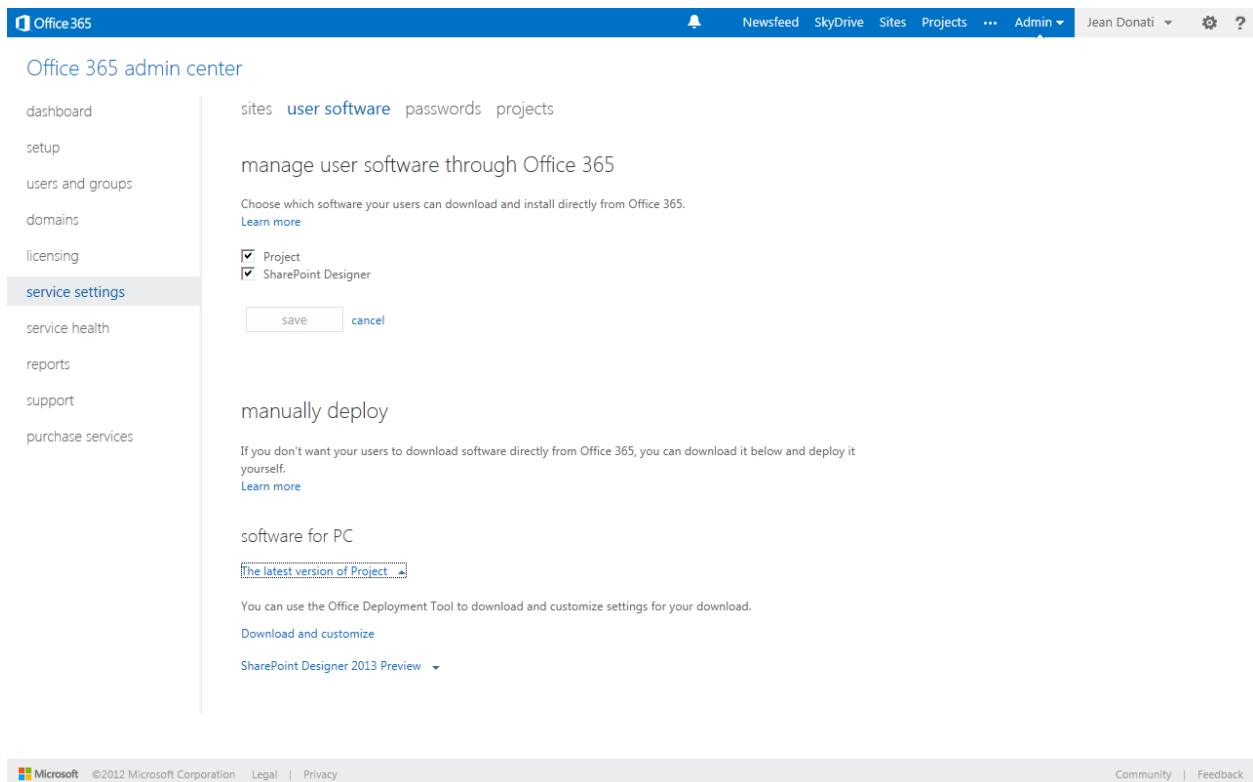 Office 365
Newsfeed SkyDrive Sites Projects ... Admin Jean Donati ?
Office 365 admin center
dashboard
setup
users and groups
domains
licensing
service settings
service health
reports
support
purchase services
sites user software passwords projects
manage user software through Office 365
Choose which software your users can download and install directly from Office 365.
Learn more
Project
SharePoint Designer
save cancel
manually deploy
If you don't want your users to download software directly from Office 365, you can download it below and deploy it
yourself.
Learn more
software for PC
The latest version of Project
You can use the Office Deployment Tool to download and customize settings for your download.
Download and customize
SharePoint Designer 2013 Preview
Microsoft ©2012 Microsoft Corporation Legal | Privacy Community | Feedback